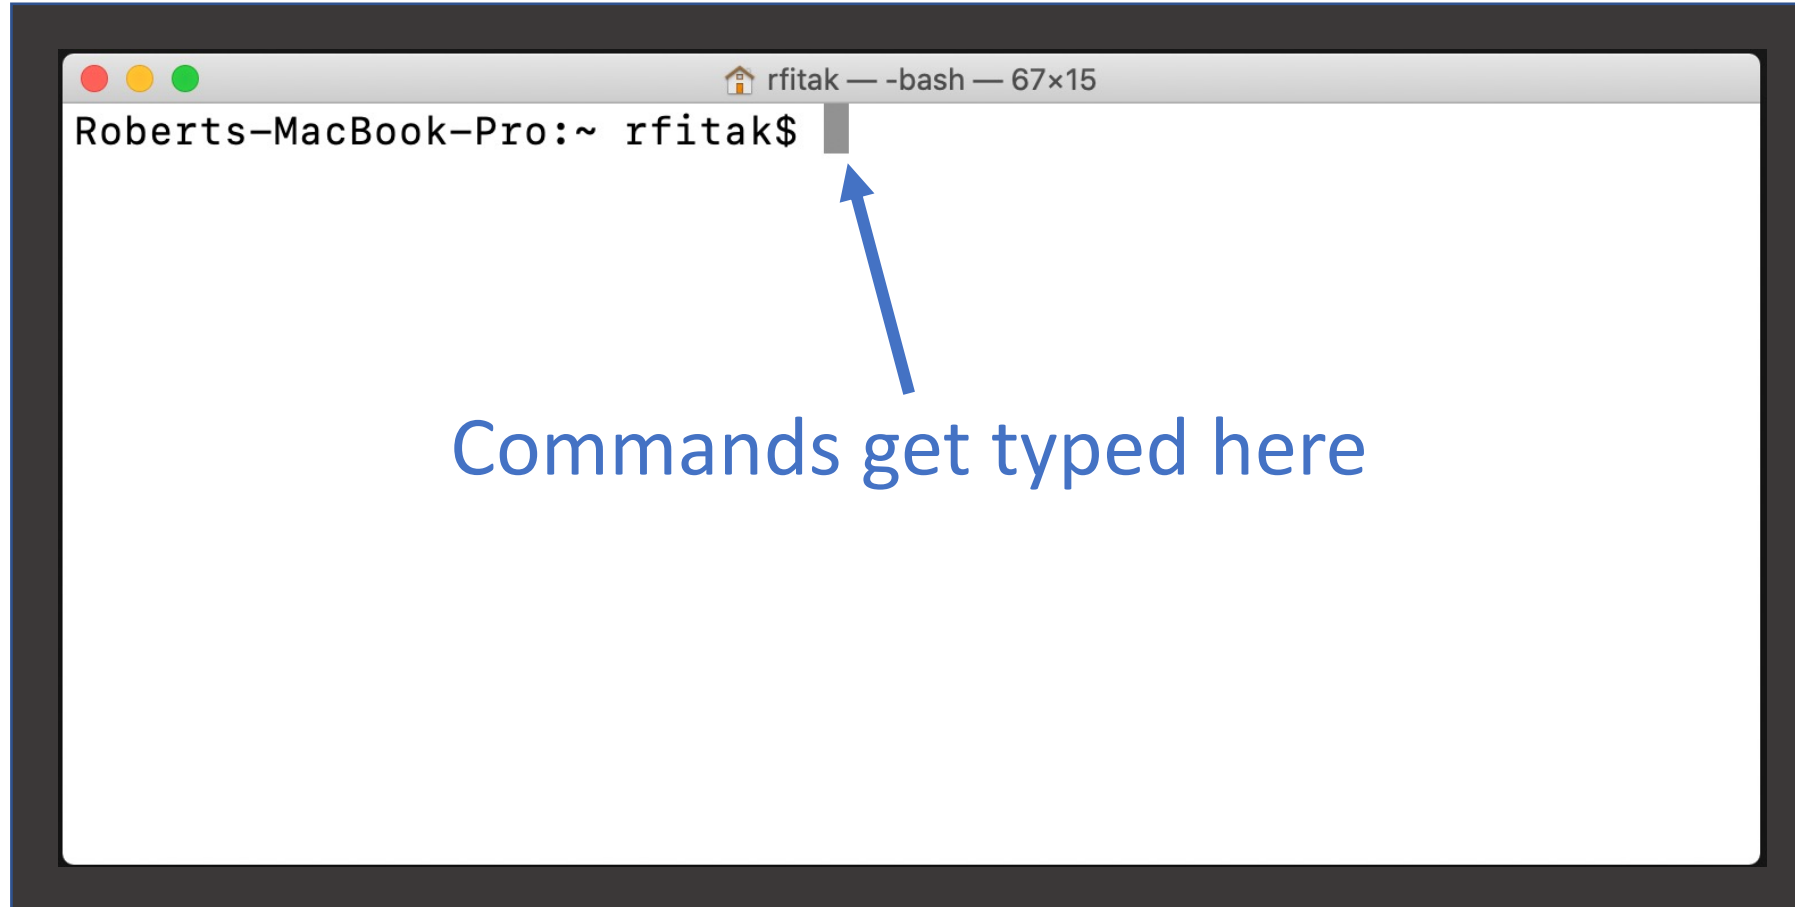 rfitak — -bash — 67×15
Roberts-MacBook-Pro:~ rfitak$
Commands get typed here